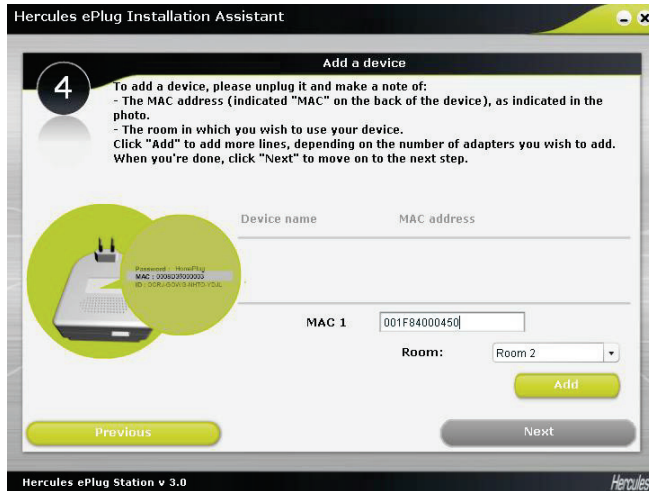 Hercules ePlug Installation Assistant
Add a device
4
To add a device, please unplug it and make a note of:
- The MAC address (indicated "MAC" on the back of the device), as indicated in the
photo.
- The room in which you wish to use your
device.
Click "Add" to add more lines, depending on the number of adapters you wish to add.
When you're done, click "Next" to move on to the next step.
Device name MAC address
Password : HomePlug
MAC :
ID :
MAC 1 001F84000450
Room: Room 2
Add
Previous Next
Hercules ePlug Station v 3.0 Hercules